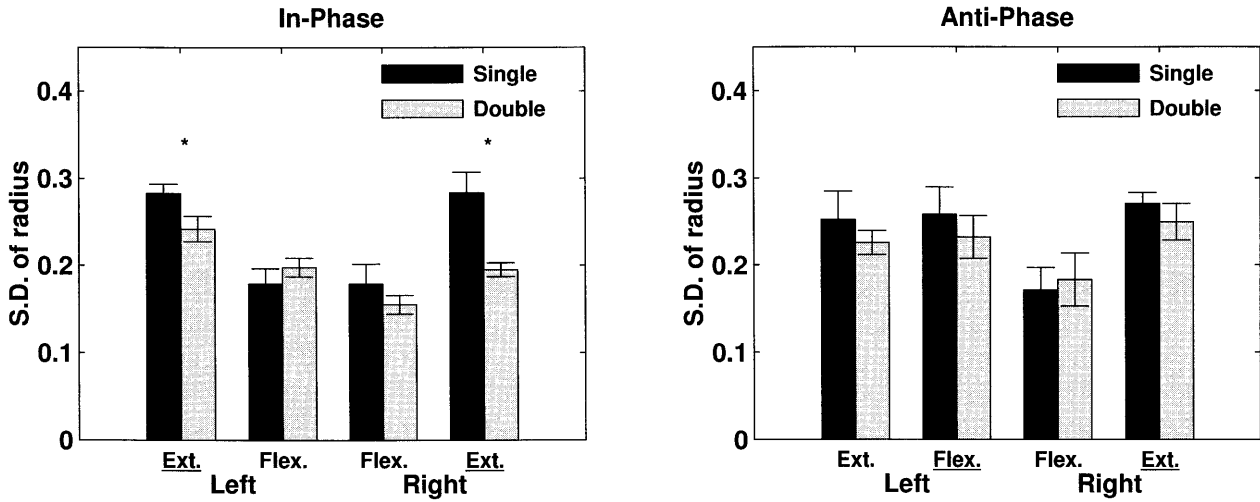 In-Phase
S.D. of radius
0.4
0.3
0.2
0.1
0
Single
Double
*
*
Ext.
Flex.
Flex.
Ext.
Left
Right
Anti-Phase
S.D. of radius
0.4
0.3
0.2
0.1
0
Single
Double
Ext.
Flex.
Flex.
Ext.
Left
Right